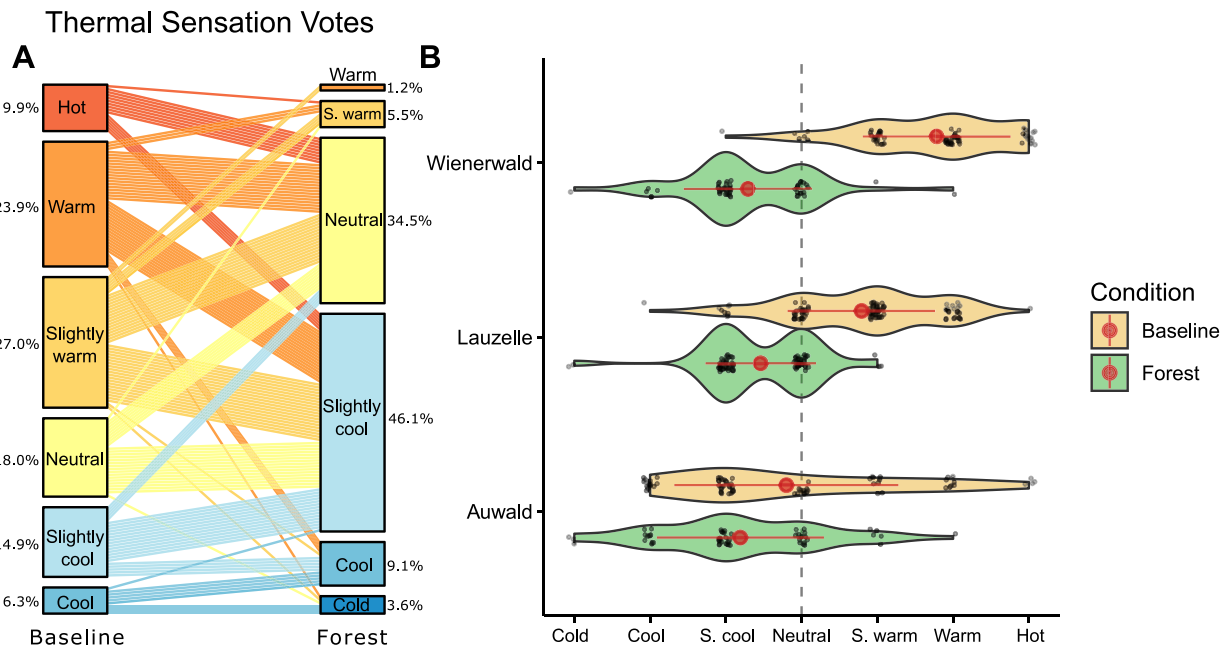 Thermal Sensation Votes
A
B
Warm
1.2%
9.9%
Hot
S. warm
5.5%
Wienerwald
23.9%
Warm
Neutral
34.5%
Lauzelle
Condition
Baseline
Forest
27.0%
Slightly
warm
Slightly
cool
46.1%
18.0%
Neutral
Auwald
14.9%
Slightly
cool
Cool
9.1%
6.3%
Cool
Cold
3.6%
Baseline
Forest
Cold
Cool
S. cool
Neutral
S. warm
Warm
Hot